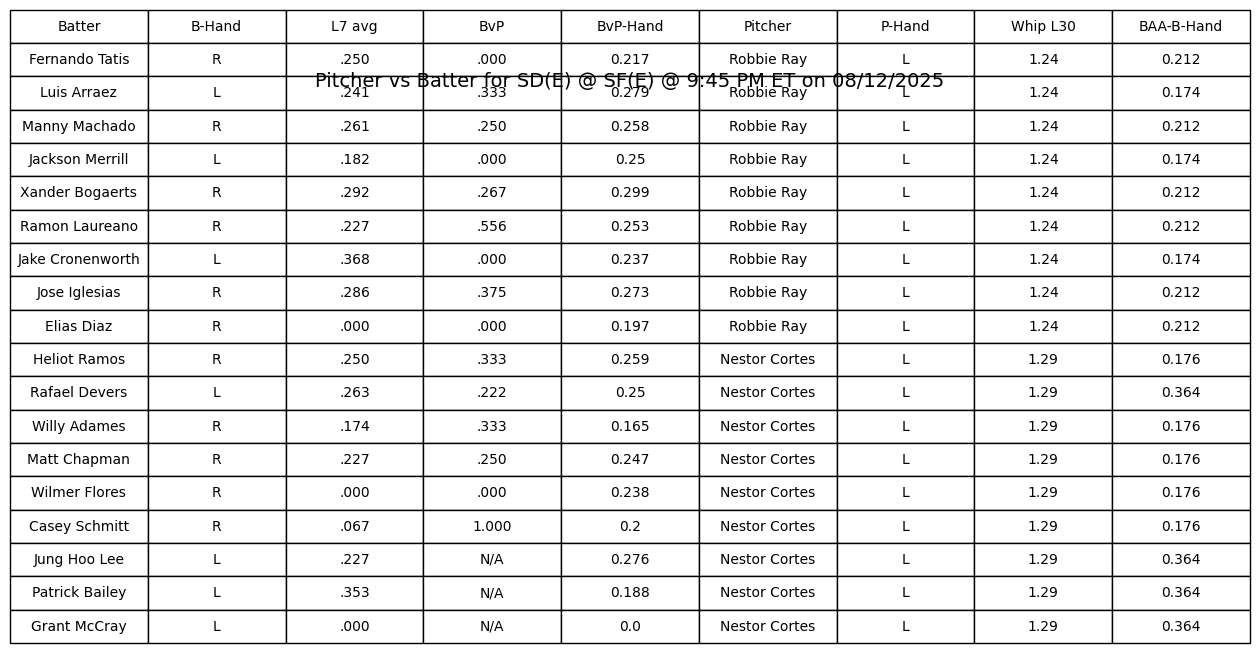 Batter B-Hand L7 avg BvP BvP-Hand Pitcher P-Hand Whip L30 BAA-B-Hand
Fernando Tatis R .250 .000 0.217 Robbie Ray L 1.24 0.212
Pitcher vs Batter for SD(E) @ SF(E) @ 9:45 PM ET on 08/12/2025
Luis Arraez L .241 .333 0.279 Robbie Ray L 1.24 0.174
Manny Machado R .261 .250 0.258 Robbie Ray L 1.24 0.212
Jackson Merrill L .182 .000 0.25 Robbie Ray L 1.24 0.174
Xander Bogaerts R .292 .267 0.299 Robbie Ray L 1.24 0.212
Ramon Laureano R .227 .556 0.253 Robbie Ray L 1.24 0.212
Jake Cronenworth L .368 .000 0.237 Robbie Ray L 1.24 0.174
Jose Iglesias R .286 .375 0.273 Robbie Ray L 1.24 0.212
Elias Diaz R .000 .000 0.197 Robbie Ray L 1.24 0.212
Heliot Ramos R .250 .333 0.259 Nestor Cortes L 1.29 0.176
Rafael Devers L .263 .222 0.25 Nestor Cortes L 1.29 0.364
Willy Adames R .174 .333 0.165 Nestor Cortes L 1.29 0.176
Matt Chapman R .227 .250 0.247 Nestor Cortes L 1.29 0.176
Wilmer Flores R .000 .000 0.238 Nestor Cortes L 1.29 0.176
Casey Schmitt R .067 1.000 0.2 Nestor Cortes L 1.29 0.176
Jung Hoo Lee L .227 N/A 0.276 Nestor Cortes L 1.29 0.364
Patrick Bailey L .353 N/A 0.188 Nestor Cortes L 1.29 0.364
Grant McCray L .000 N/A 0.0 Nestor Cortes L 1.29 0.364